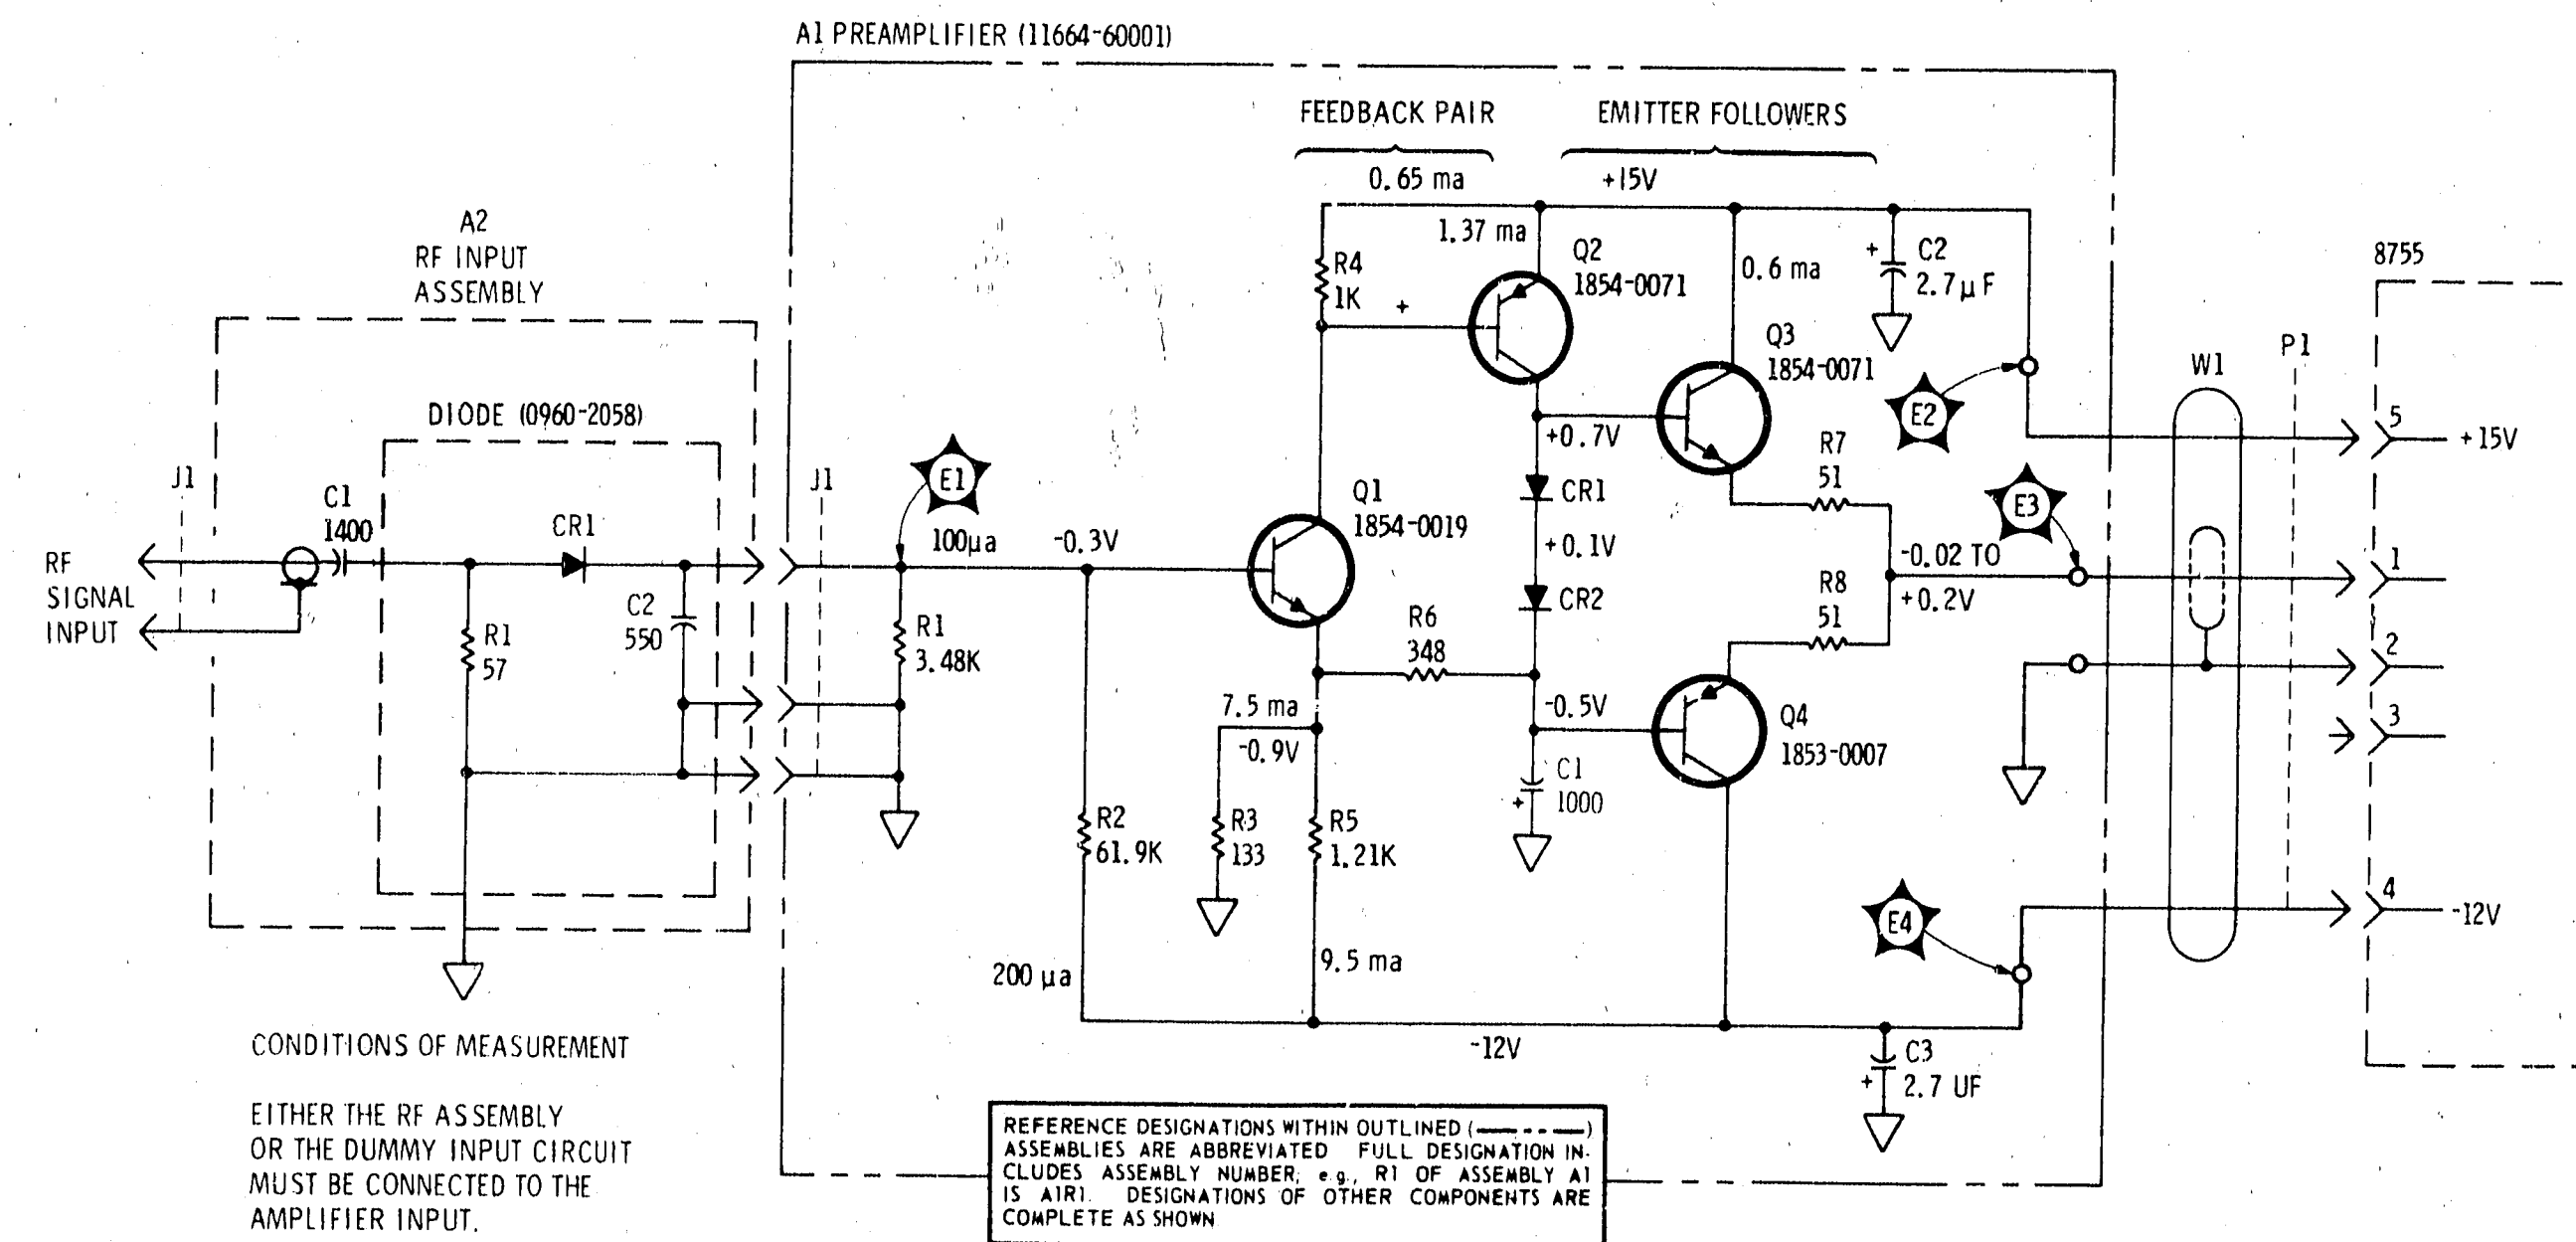 A1 PREAMPLIFIER (11664-60001)
FEEDBACK PAIR
EMITTER FOLLOWERS
0.65 ma
+15V
A2
RF INPUT
ASSEMBLY
1.37 ma
Q2
1854-0071
R4
1K
+
0.6 ma
+
C2
2.7µF
8755
Q3
1854-0071
E2
W1
P1
5
+15V
DIODE (0960-2058)
+0.7V
R7
51
J1
C1
1400
CR1
J1
E1
100µa
-0.3V
Q1
1854-0019
CR1
+0.1V
E3
-0.02 TO
+0.2V
1
RF
SIGNAL
INPUT
R1
57
C2
550
R1
3.48K
R6
348
CR2
R8
51
2
7.5 ma
-0.9V
-0.5V
Q4
1853-0007
3
C1
1000
+
R2
61.9K
R3
133
R5
1.21K
E4
4
-12V
200 µa
9.5 ma
-12V
C3
2.7 UF
+
CONDITIONS OF MEASUREMENT
EITHER THE RF ASSEMBLY
OR THE DUMMY INPUT CIRCUIT
MUST BE CONNECTED TO THE
AMPLIFIER INPUT.
REFERENCE DESIGNATIONS WITHIN OUTLINED (—— - - ——)
ASSEMBLIES ARE ABBREVIATED FULL DESIGNATION IN-
CLUDES ASSEMBLY NUMBER; e.g., R1 OF ASSEMBLY A1
IS A1R1. DESIGNATIONS OF OTHER COMPONENTS ARE
COMPLETE AS SHOWN